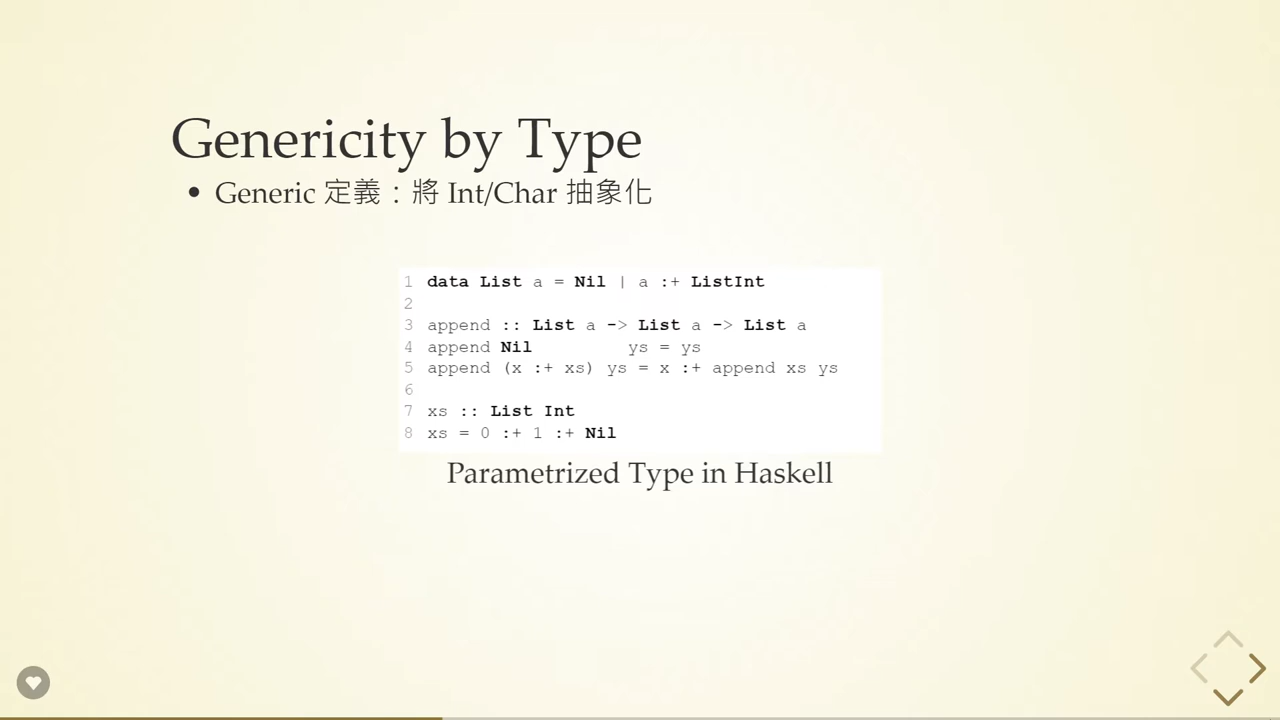 Genericity by Type
• Generic 定義：將 Int/Char 抽象化
1 data List a = Nil | a :+ ListInt
2
3 append :: List a -> List a -> List a
4 append Nil         ys = ys
5 append (x :+ xs) ys = x :+ append xs ys
6
7 xs :: List Int
8 xs = 0 :+ 1 :+ Nil
Parametrized Type in Haskell